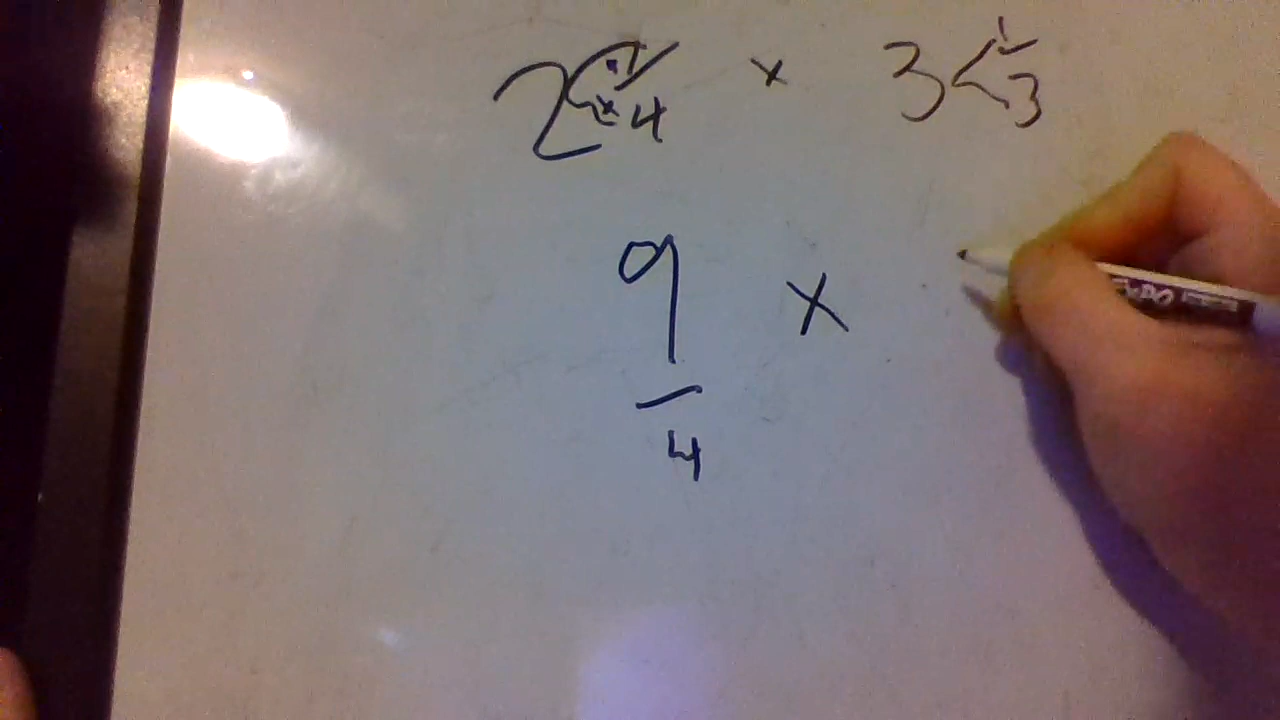 2 1/4 × 3 1/3
9/4 ×